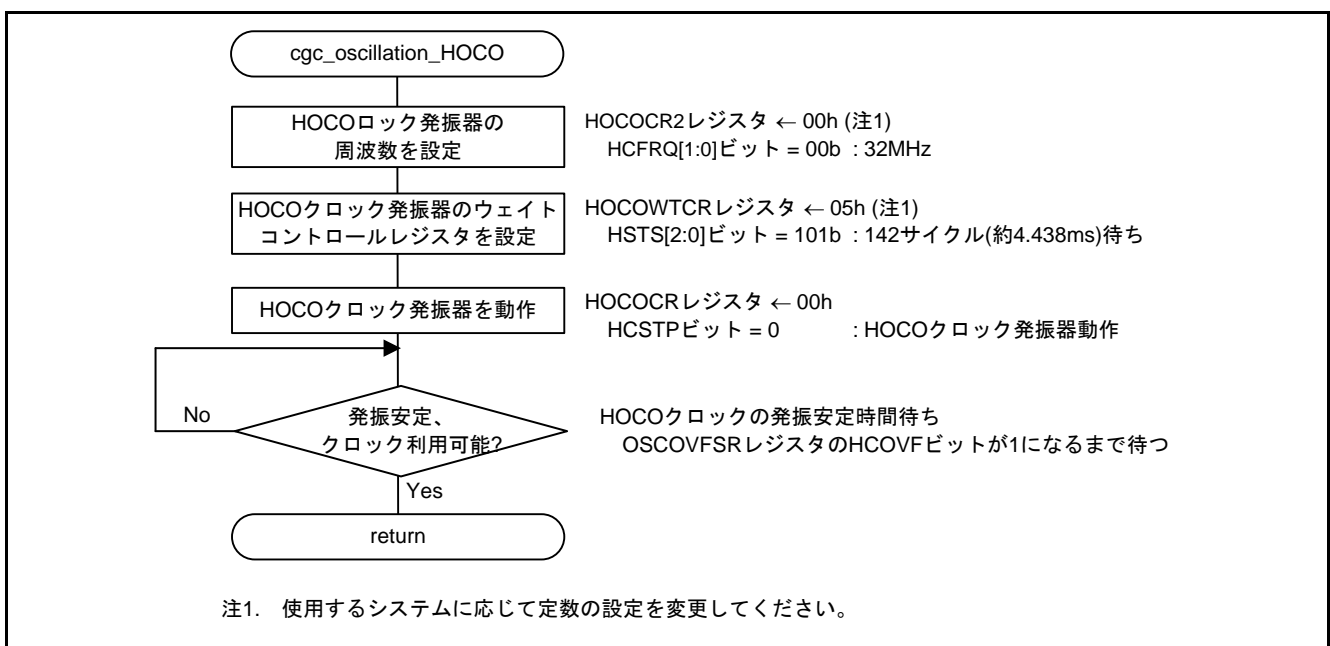 cgc_oscillation_HOCO
HOCOロック発振器の
周波数を設定
HOCOCR2レジスタ ← 00h (注1)
HCFRQ[1:0]ビット = 00b : 32MHz
HOCOクロック発振器のウェイト
コントロールレジスタを設定
HOCOWTCRレジスタ ← 05h (注1)
HSTS[2:0]ビット = 101b : 142サイクル(約4.438ms)待ち
HOCOクロック発振器を動作
HOCOCRレジスタ ← 00h
HCSTPビット = 0 : HOCOクロック発振器動作
No
発振安定、
クロック利用可能?
HOCOクロックの発振安定時間待ち
OSCOVFSRレジスタのHCOVFビットが1になるまで待つ
Yes
return
注1. 使用するシステムに応じて定数の設定を変更してください。